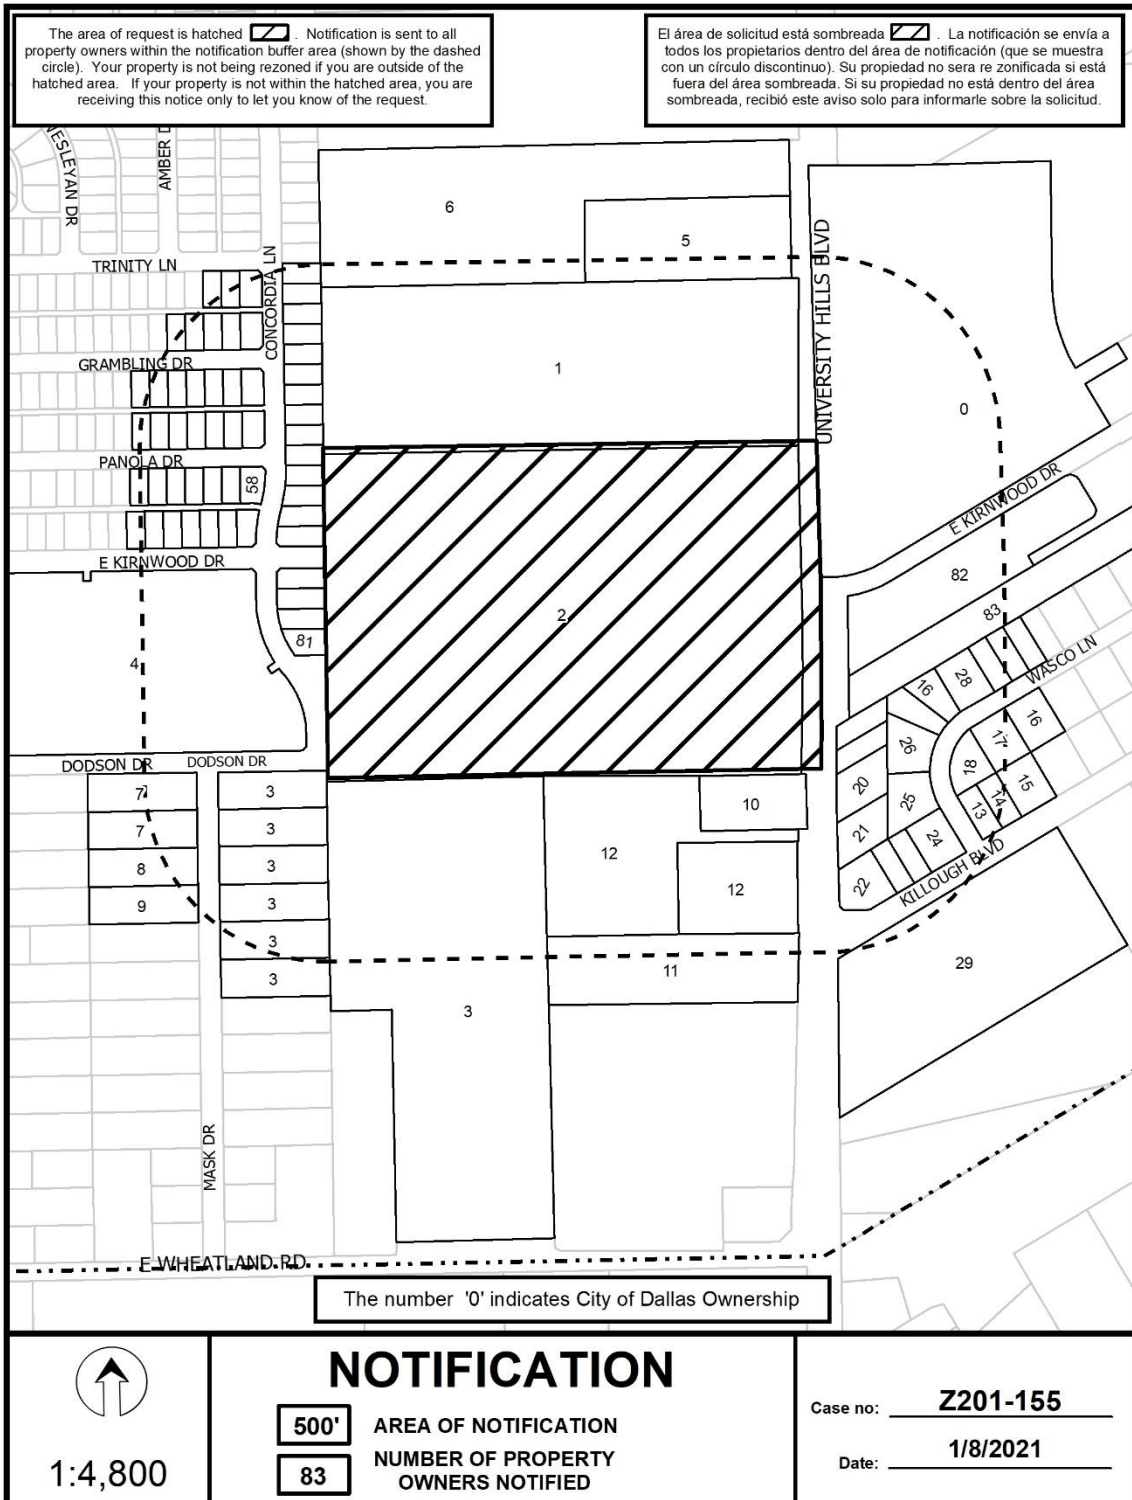 The area of request is hatched . Notification is sent to all
property owners within the notification buffer area (shown by the dashed
circle). Your property is not being rezoned if you are outside of the
hatched area. If your property is not within the hatched area, you are
receiving this notice only to let you know of the request.
El área de solicitud está sombreada . La notificación se envía a
todos los propietarios dentro del área de notificación (que se muestra
con un círculo discontinuo). Su propiedad no sera re zonificada si está
fuera del área sombreada. Si su propiedad no está dentro del área
sombreada, recibió este aviso solo para informarle sobre la solicitud.
WESLEYAN DR
AMBER
6
5
TRINITY LN
CONCORDIA LN
UNIVERSITY HILLS BLVD
GRAMBLING DR
1
0
PANOLA DR
58
E KIRNWOOD DR
E KIRNWOOD DR
82
2
83
81
4
WASCO LN
16
28
16
26
17
18
DODSON DR
DODSON DR
7
3
10
20
25
13
14
15
7
3
12
21
24
8
3
12
22
KILLOUGH BLVD
9
3
3
3
11
29
3
MASK DR
E WHEATLAND RD
The number '0' indicates City of Dallas Ownership
1:4,800
NOTIFICATION
500' AREA OF NOTIFICATION
83 NUMBER OF PROPERTY
OWNERS NOTIFIED
Case no: Z201-155
Date: 1/8/2021